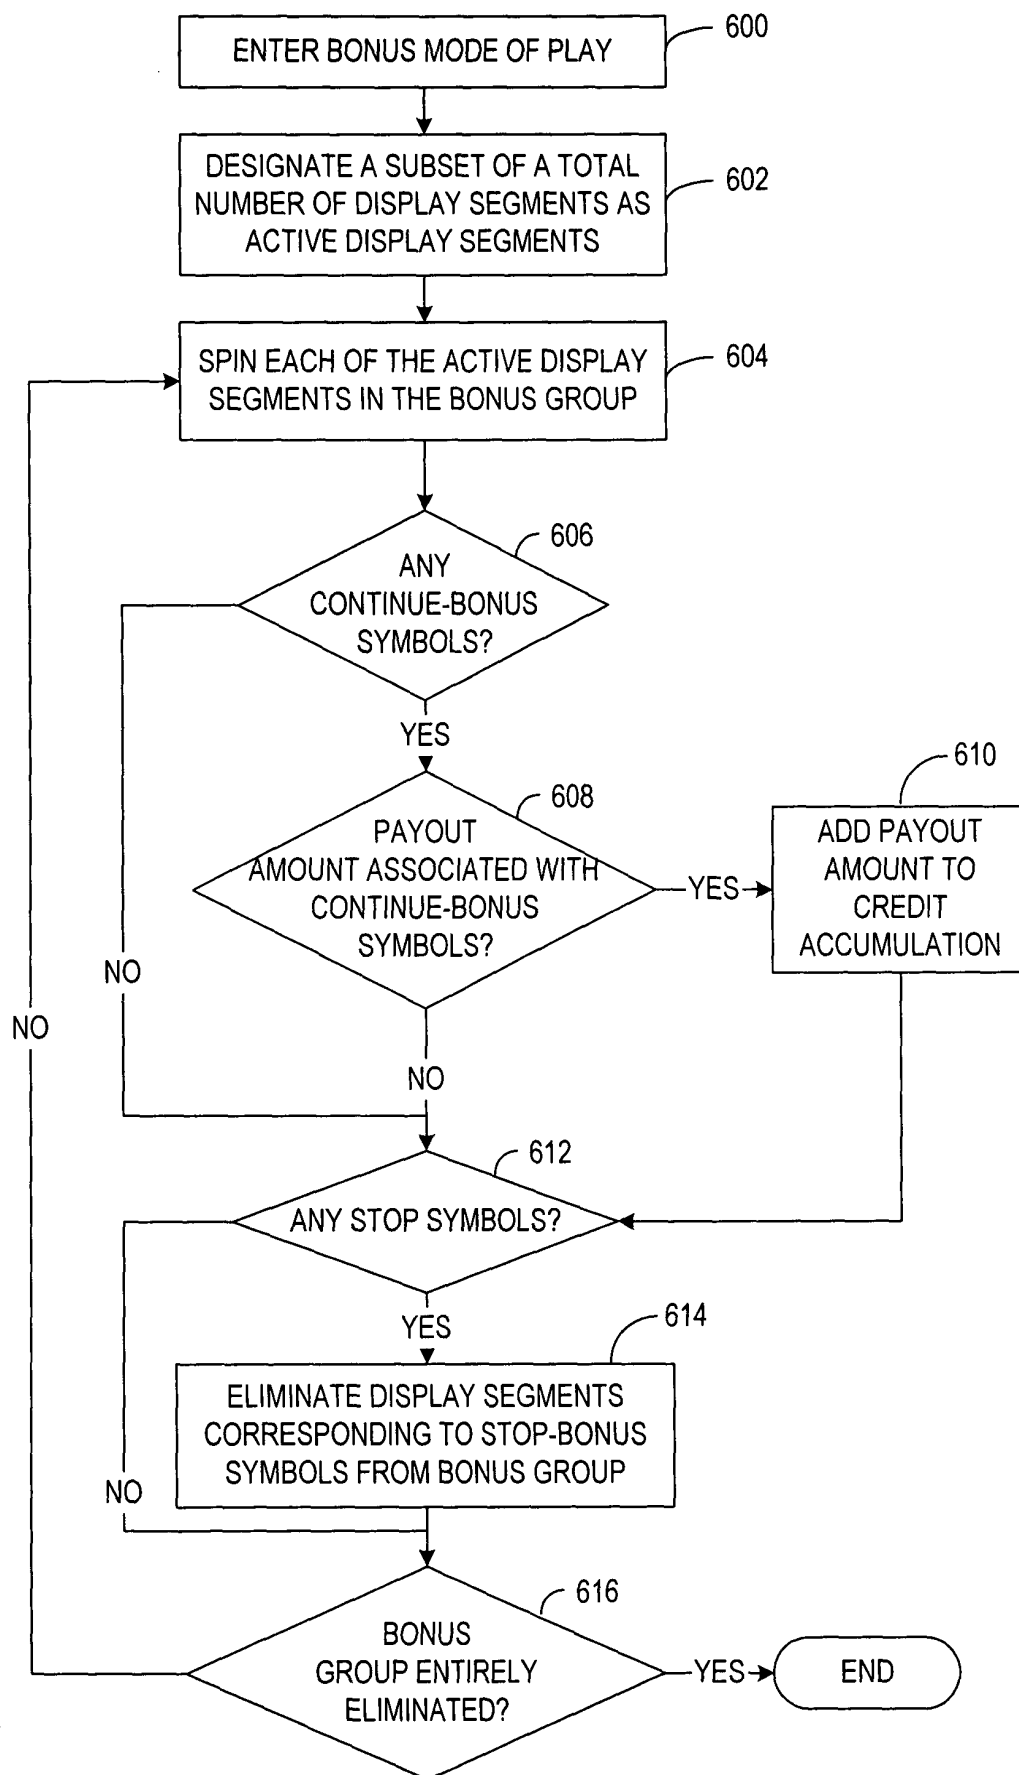 600
ENTER BONUS MODE OF PLAY
602
DESIGNATE A SUBSET OF A TOTAL
NUMBER OF DISPLAY SEGMENTS AS
ACTIVE DISPLAY SEGMENTS
604
SPIN EACH OF THE ACTIVE DISPLAY
SEGMENTS IN THE BONUS GROUP
606
ANY
CONTINUE-BONUS
SYMBOLS?
YES
610
608
PAYOUT
AMOUNT ASSOCIATED WITH
CONTINUE-BONUS
SYMBOLS?
YES
ADD PAYOUT
AMOUNT TO
CREDIT
ACCUMULATION
NO
NO
NO
612
ANY STOP SYMBOLS?
YES
614
ELIMINATE DISPLAY SEGMENTS
CORRESPONDING TO STOP-BONUS
SYMBOLS FROM BONUS GROUP
NO
616
BONUS
GROUP ENTIRELY
ELIMINATED?
YES
END